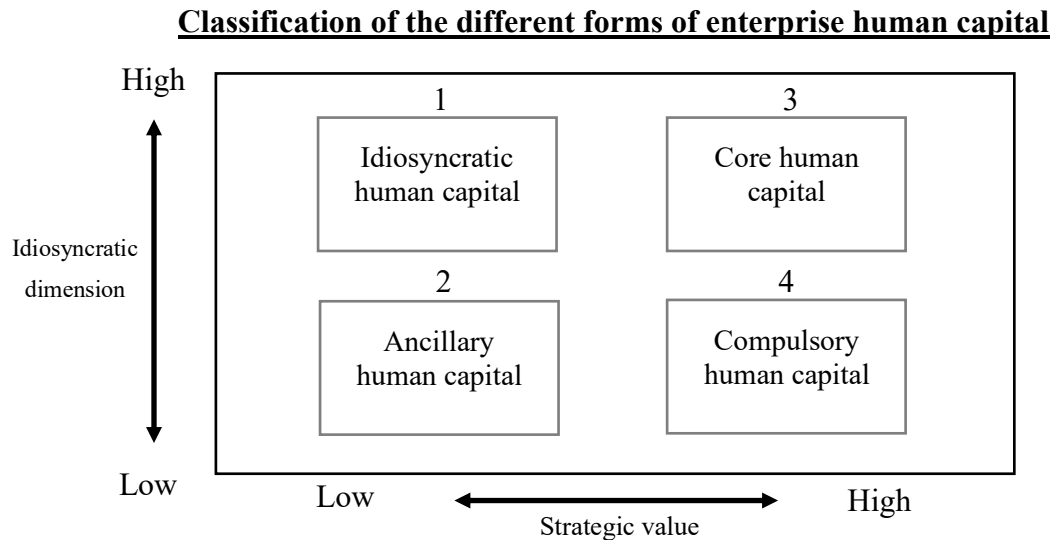 Classification of the different forms of enterprise human capital
High
1
3
Idiosyncratic
human capital
Core human
capital
Idiosyncratic
dimension
2
4
Ancillary
human capital
Compulsory
human capital
Low
Low
High
Strategic value